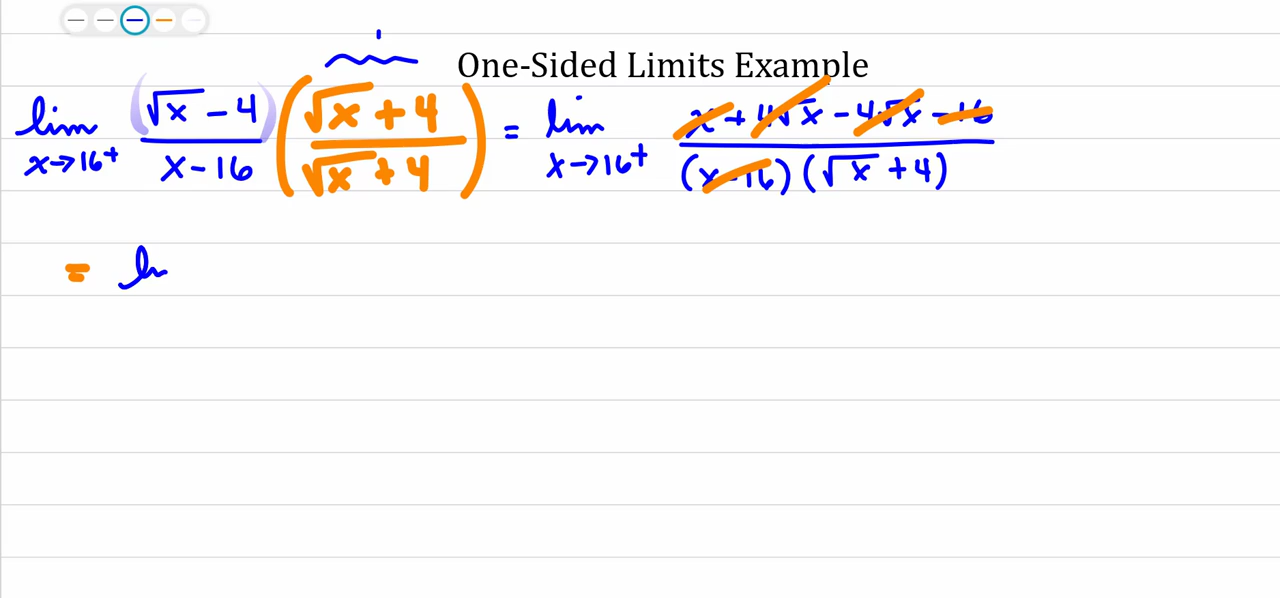 One-Sided Limits Example
lim x→16⁺ (√x - 4)/(x - 16) ((√x + 4)/(√x + 4)) = lim x→16⁺ (x + 4√x - 4√x - 16)/((x - 16)(√x + 4))
=